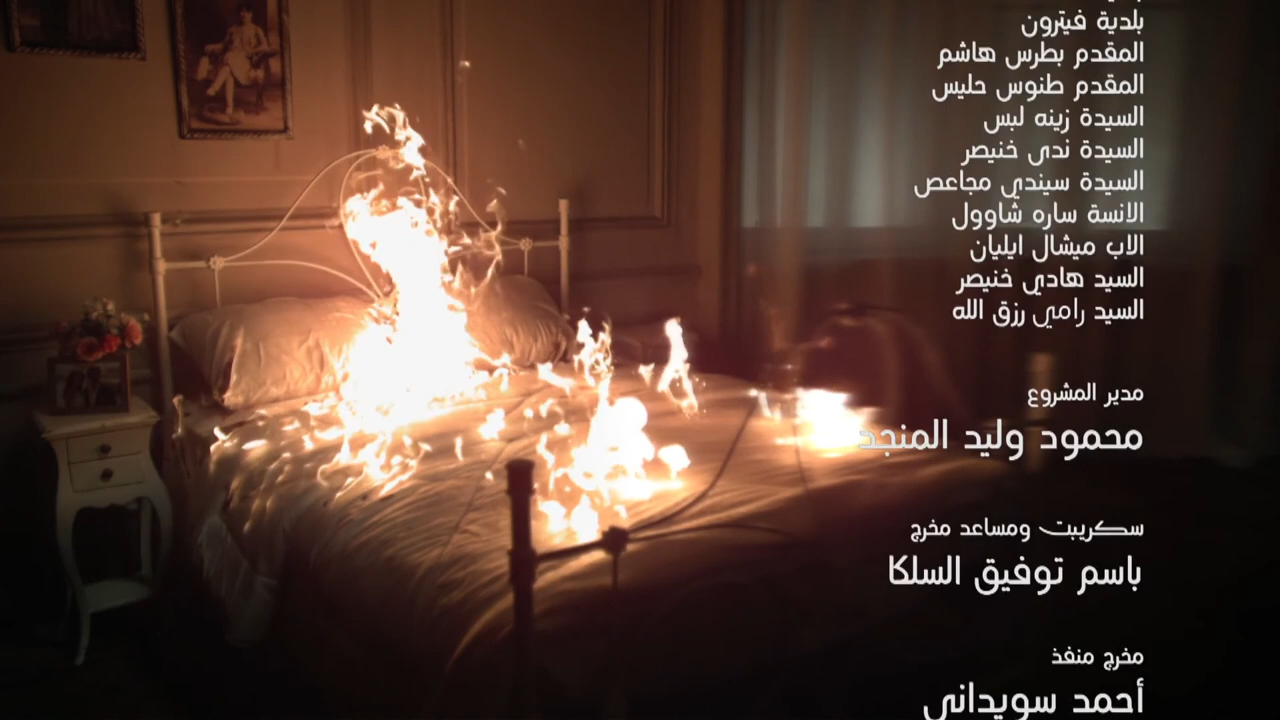 بلدية فيترون
المقدم بطرس هاشم
المقدم طنوس حليس
السيدة زينه لبس
السيدة ندى خنيصر
السيدة سيندي مجاعص
الانسة ساره شاوول
الاب ميشال ايليان
السيد هادي خنيصر
السيد رامي رزق الله
مدير المشروع
محمود وليد المنجد
سكريبت ومساعد مخرج
باسم توفيق السلكا
مخرج منفذ
أحمد سويداني